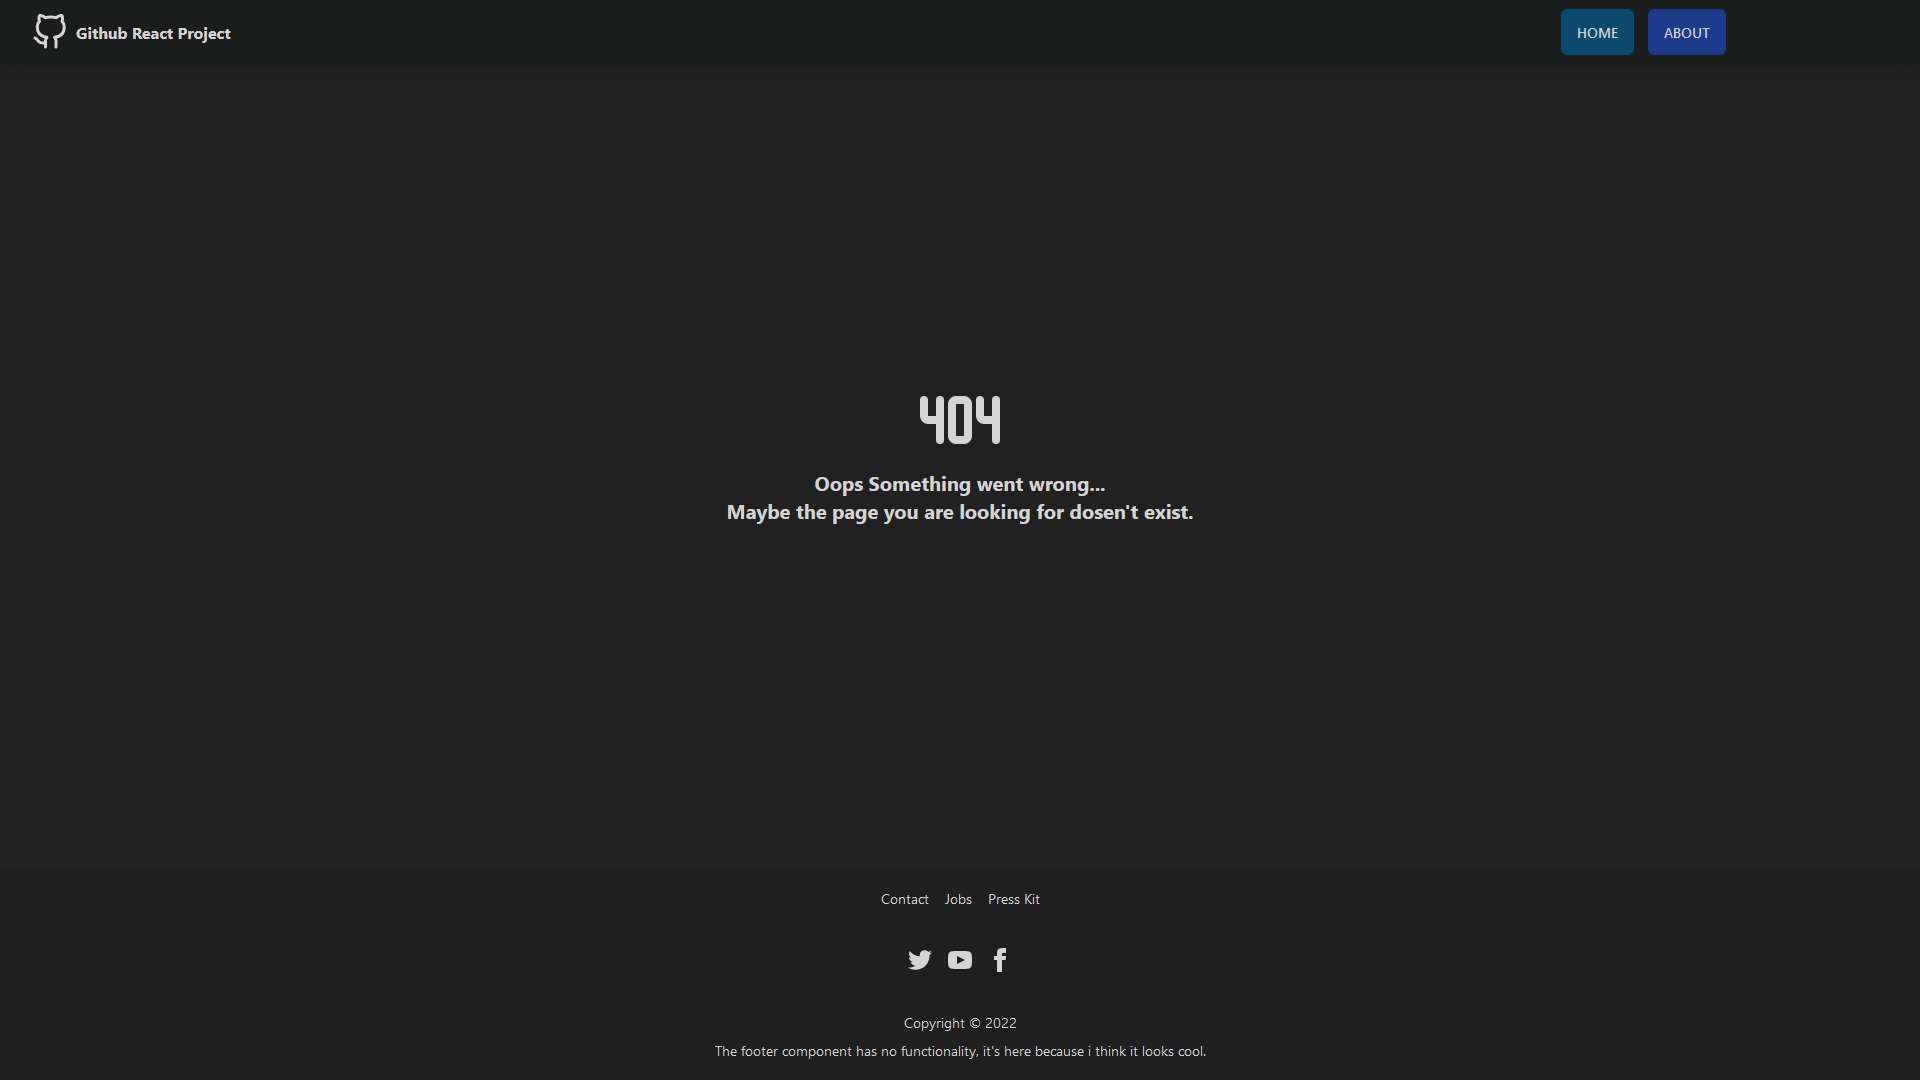 Github React Project
HOME
ABOUT
404
Oops Something went wrong...
Maybe the page you are looking for dosen't exist.
Contact
Jobs
Press Kit
Copyright © 2022
The footer component has no functionality, it's here because i think it looks cool.